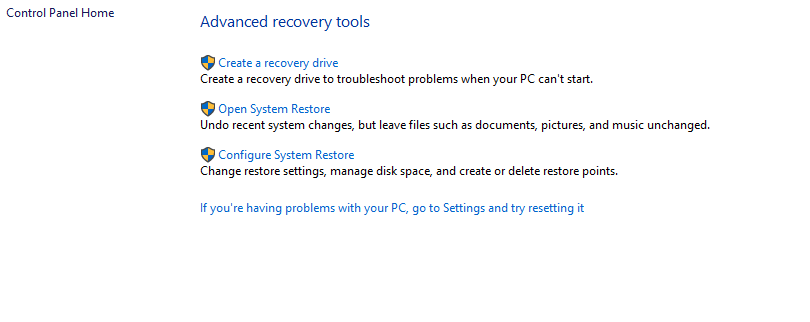 Control Panel Home
Advanced recovery tools
Create a recovery drive
Create a recovery drive to troubleshoot problems when your PC can't start.
Open System Restore
Undo recent system changes, but leave files such as documents, pictures, and music unchanged.
Configure System Restore
Change restore settings, manage disk space, and create or delete restore points.
If you're having problems with your PC, go to Settings and try resetting it